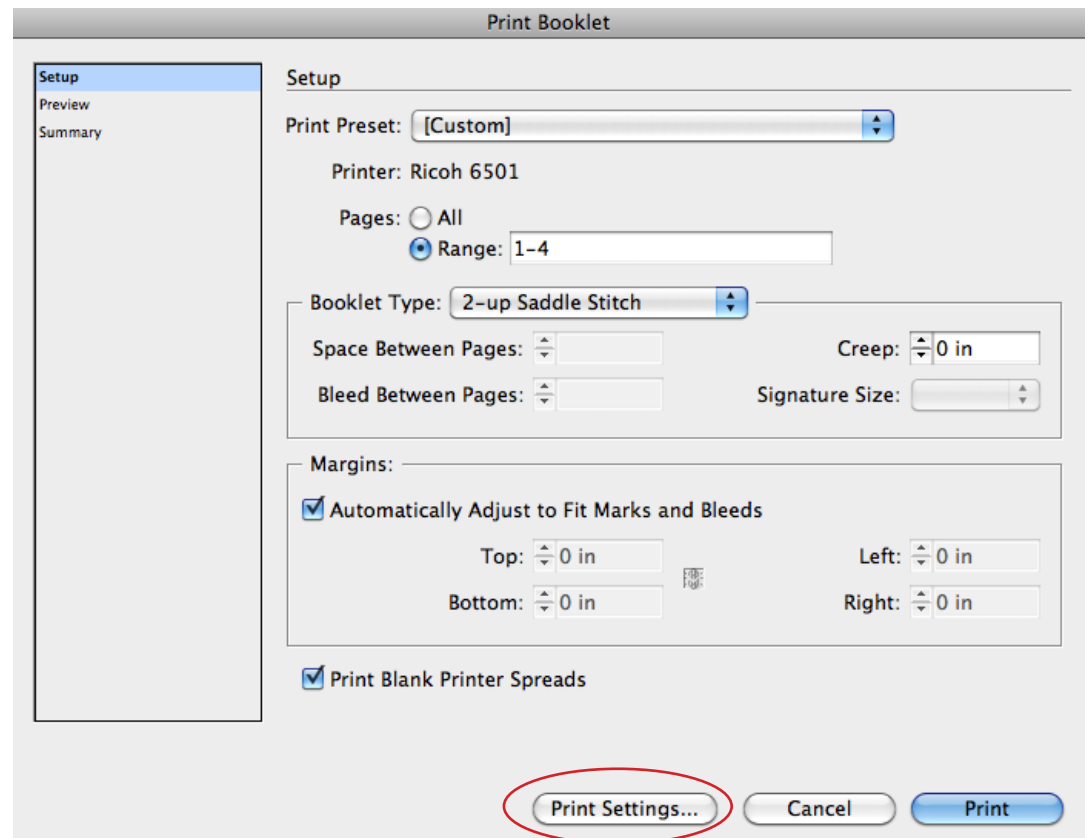 Print Booklet
Setup
Preview
Summary
Setup
Print Preset: [Custom]
Printer: Ricoh 6501
Pages: All
Range: 1-4
Booklet Type: 2-up Saddle Stitch
Space Between Pages: Creep: 0 in
Bleed Between Pages: Signature Size:
Margins:
Automatically Adjust to Fit Marks and Bleeds
Top: 0 in Left: 0 in
Bottom: 0 in Right: 0 in
Print Blank Printer Spreads
Print Settings... Cancel Print